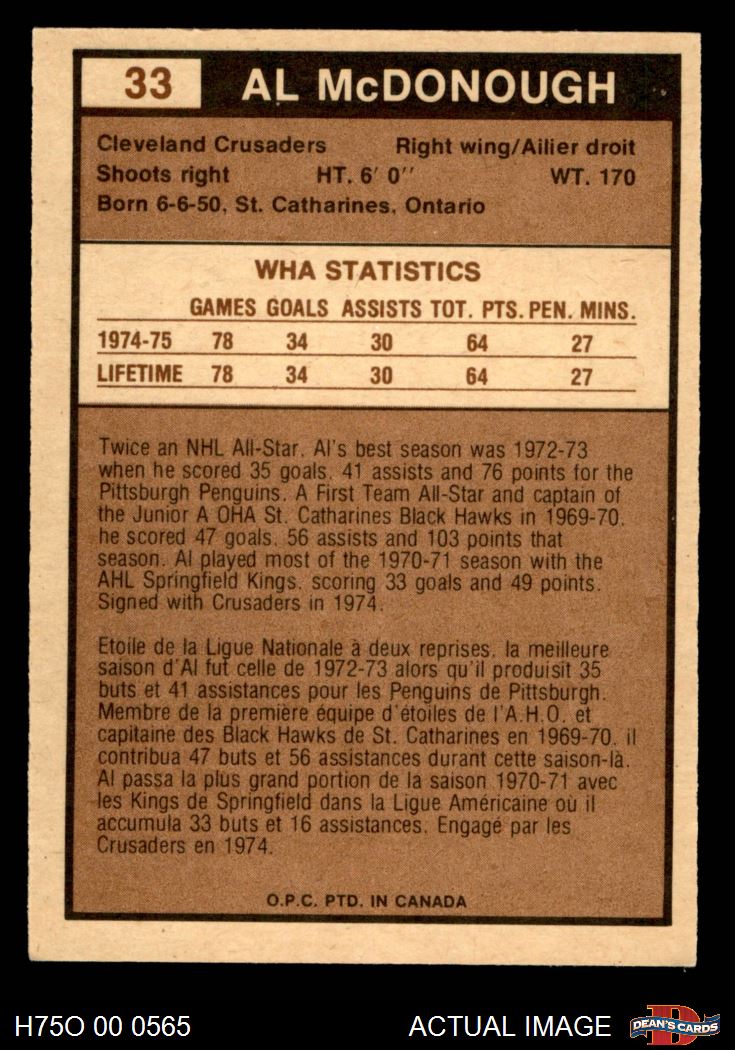 33 AL McDONOUGH
Cleveland Crusaders Right wing/Ailier droit
Shoots right HT. 6' 0'' WT. 170
Born 6-6-50, St. Catharines, Ontario
WHA STATISTICS
GAMES GOALS ASSISTS TOT. PTS. PEN. MINS.
1974-75 78 34 30 64 27
LIFETIME 78 34 30 64 27
Twice an NHL All-Star, Al's best season was 1972-73
when he scored 35 goals, 41 assists and 76 points for the
Pittsburgh Penguins. A First Team All-Star and captain of
the Junior A OHA St. Catharines Black Hawks in 1969-70,
he scored 47 goals, 56 assists and 103 points that
season. Al played most of the 1970-71 season with the
AHL Springfield Kings, scoring 33 goals and 49 points.
Signed with Crusaders in 1974.
Etoile de la Ligue Nationale à deux reprises, la meilleure
saison d'Al fut celle de 1972-73 alors qu'il produisit 35
buts et 41 assistances pour les Penguins de Pittsburgh.
Membre de la première équipe d'étoiles de l'A.H.O. et
capitaine des Black Hawks de St. Catharines en 1969-70, il
contribua 47 buts et 56 assistances durant cette saison-là.
Al passa la plus grand portion de la saison 1970-71 avec
les Kings de Springfield dans la Ligue Américaine où il
accumula 33 buts et 16 assistances. Engagé par les
Crusaders en 1974.
O.P.C. PTD. IN CANADA
H75O 00 0565 ACTUAL IMAGE D DEAN'S CARDS